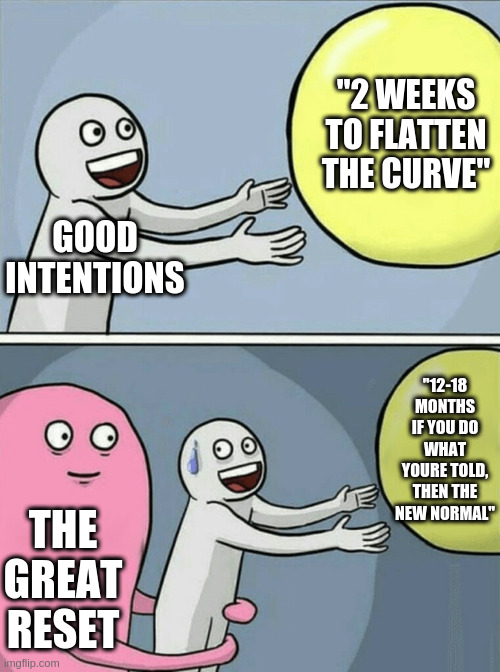 "2 WEEKS
TO FLATTEN
THE CURVE"
GOOD
INTENTIONS
"12-18
MONTHS
IF YOU DO
WHAT
YOURE TOLD,
THEN THE
NEW NORMAL"
THE
GREAT
RESET
imgflip.com